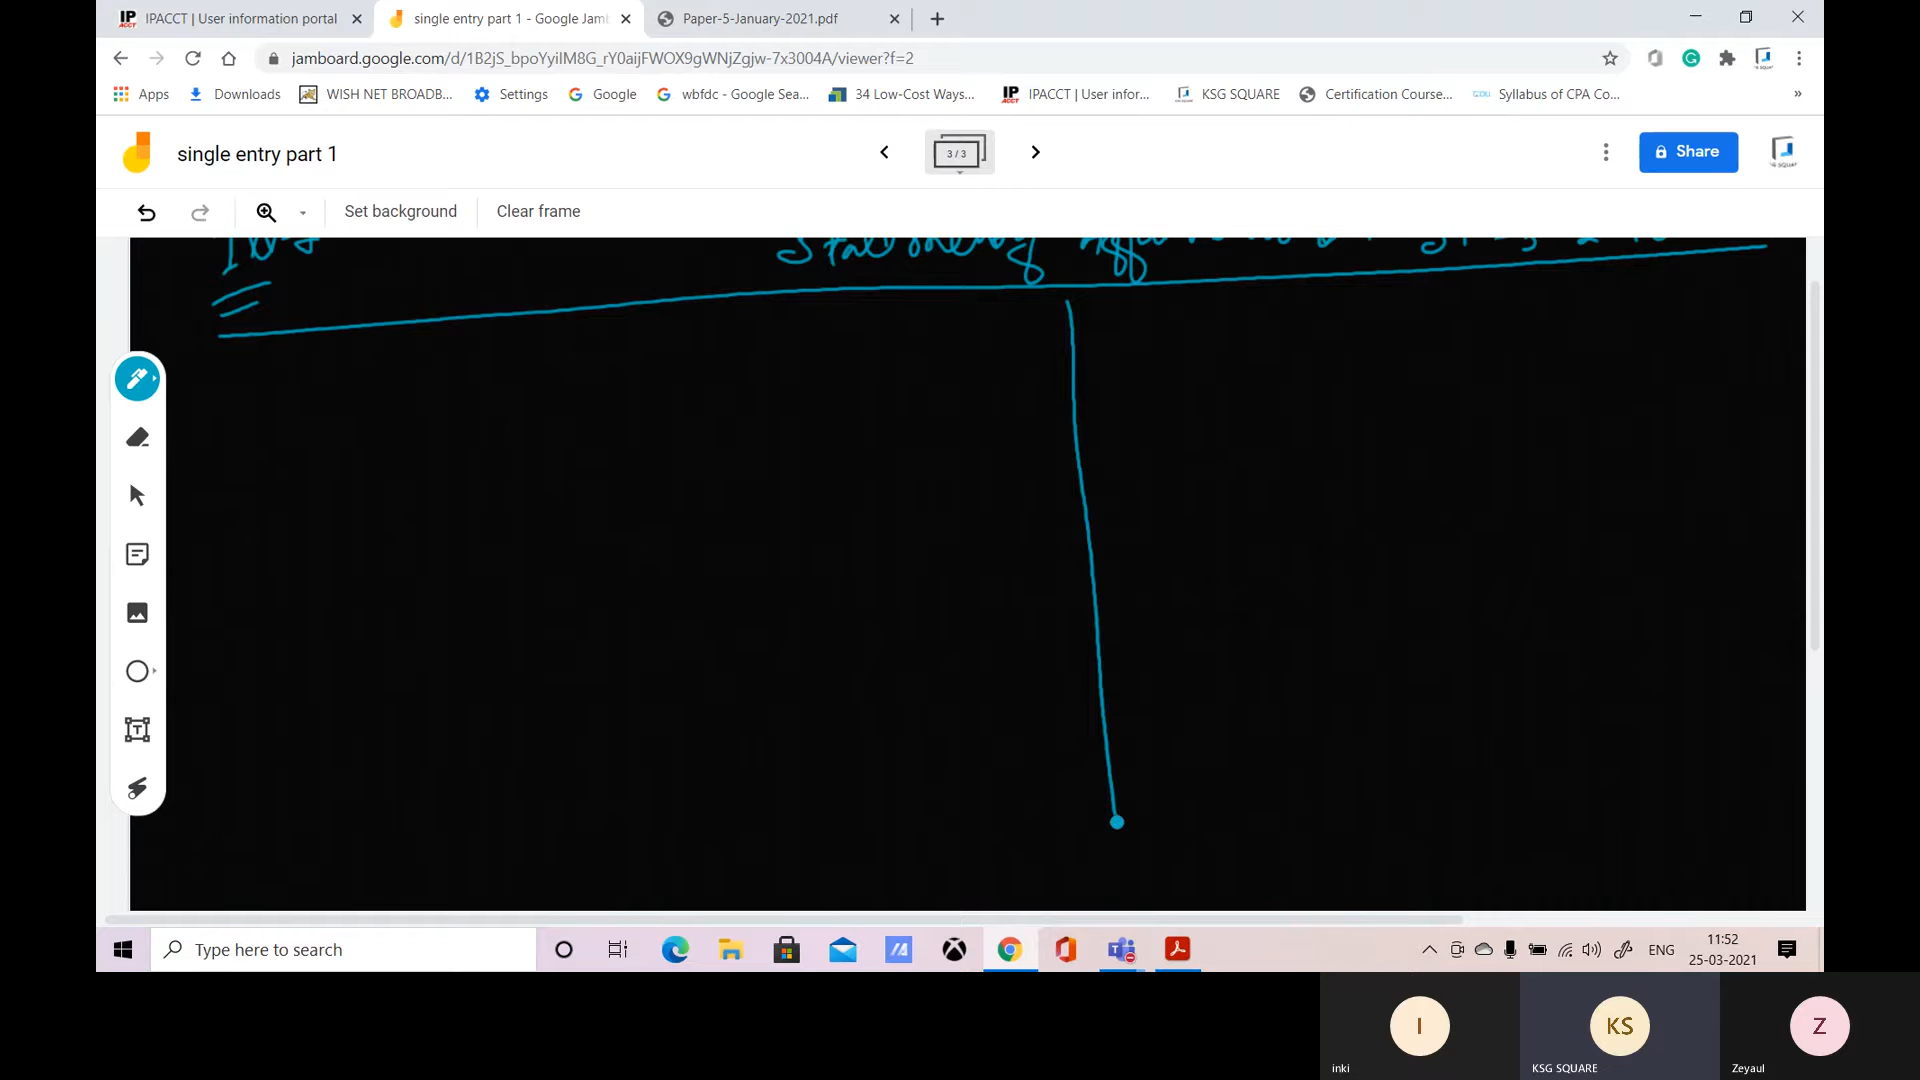 IPACCT | User information portal
single entry part 1 - Google Jamb
Paper-5-January-2021.pdf
jamboard.google.com/d/1B2jS_bpoYyiIM8G_rY0aijFWOX9gWNjZgjw-7x3004A/viewer?f=2
Apps
Downloads
WISH NET BROADB...
Settings
Google
wbfdc - Google Sea...
34 Low-Cost Ways...
IPACCT | User infor...
KSG SQUARE
Certification Course...
Syllabus of CPA Co...
»
single entry part 1
3 / 3
Share
Set background
Clear frame
Type here to search
ENG
11:52
25-03-2021
I
KS
Z
inki
KSG SQUARE
Zeyaul